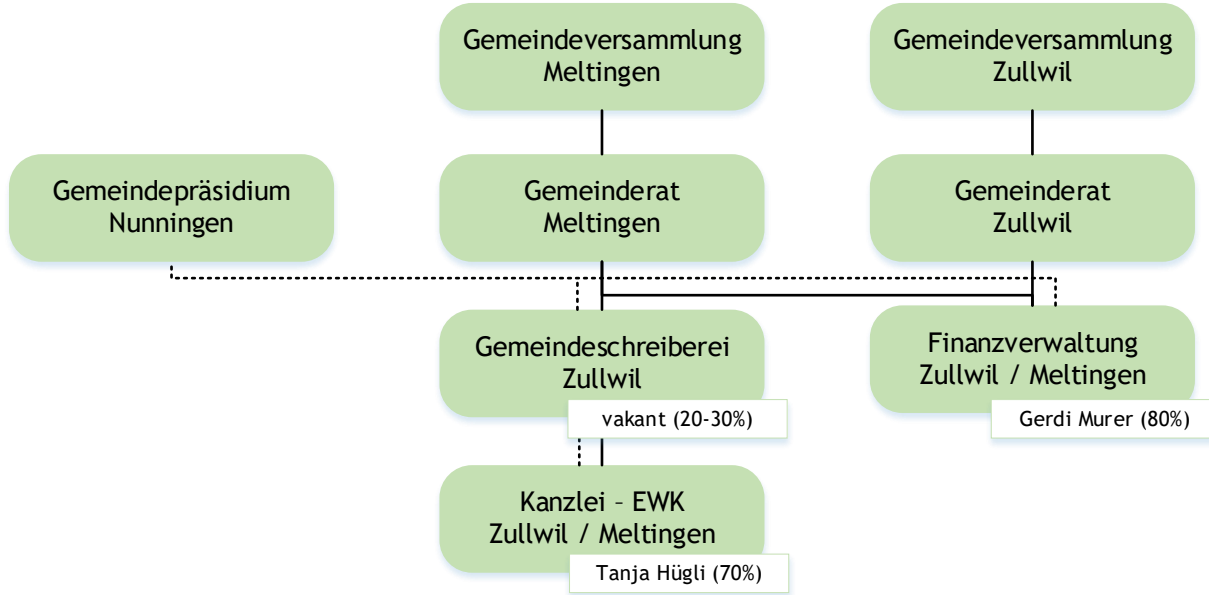 Gemeindeversammlung
Meltingen
Gemeindeversammlung
Zullwil
Gemeindepräsidium
Nunningen
Gemeinderat
Meltingen
Gemeinderat
Zullwil
Gemeindeschreiberei
Zullwil
vakant (20-30%)
Finanzverwaltung
Zullwil / Meltingen
Gerdi Murer (80%)
Kanzlei – EWK
Zullwil / Meltingen
Tanja Hügli (70%)